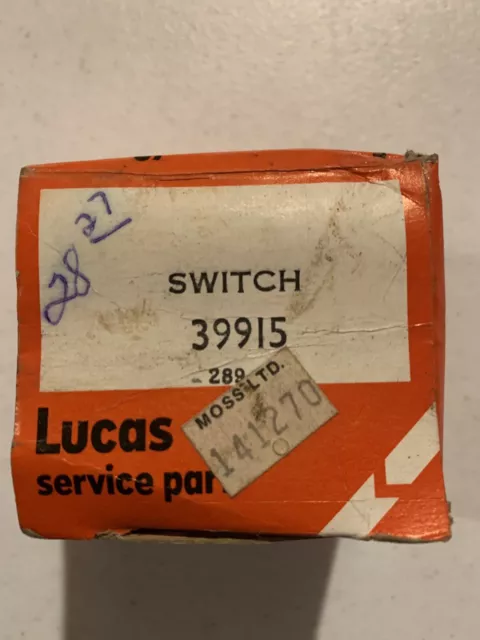 27
28
SWITCH
39915
289
MOSS LTD.
141270
Lucas
service par